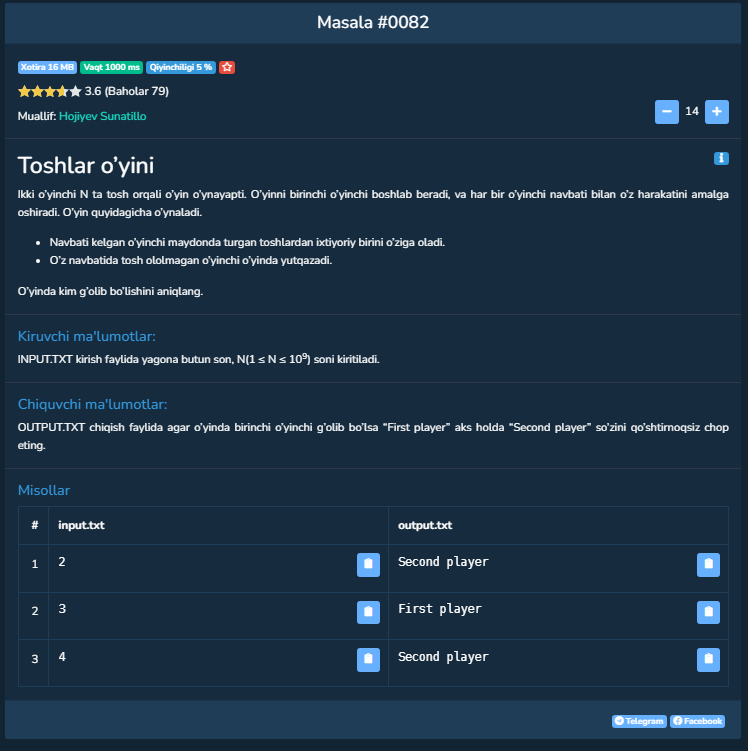 Masala #0082
Xotira 16 MB Vaqt 1000 ms Qiyinchiligi 5 %
3.6 (Baholar 79)
Muallif: Hojiyev Sunatillo
14
Toshlar o’yini
Ikki o’yinchi N ta tosh orqali o’yin o’ynayapti. O’yinni birinchi o’yinchi boshlab beradi, va har bir o’yinchi navbati bilan o’z harakatini amalga
oshiradi. O’yin quyidagicha o’ynaladi.
• Navbati kelgan o’yinchi maydonda turgan toshlardan ixtiyoriy birini o’ziga oladi.
• O’z navbatida tosh ololmagan o’yinchi o’yinda yutqazadi.
O’yinda kim g’olib bo’lishini aniqlang.
Kiruvchi ma'lumotlar:
INPUT.TXT kirish faylida yagona butun son, N(1 ≤ N ≤ 10⁹) soni kiritiladi.
Chiquvchi ma'lumotlar:
OUTPUT.TXT chiqish faylida agar o’yinda birinchi o’yinchi g’olib bo’lsa “First player” aks holda “Second player” so’zini qo’shtirnoqsiz chop
eting.
Misollar
# input.txt output.txt
1 2 Second player
2 3 First player
3 4 Second player
Telegram Facebook